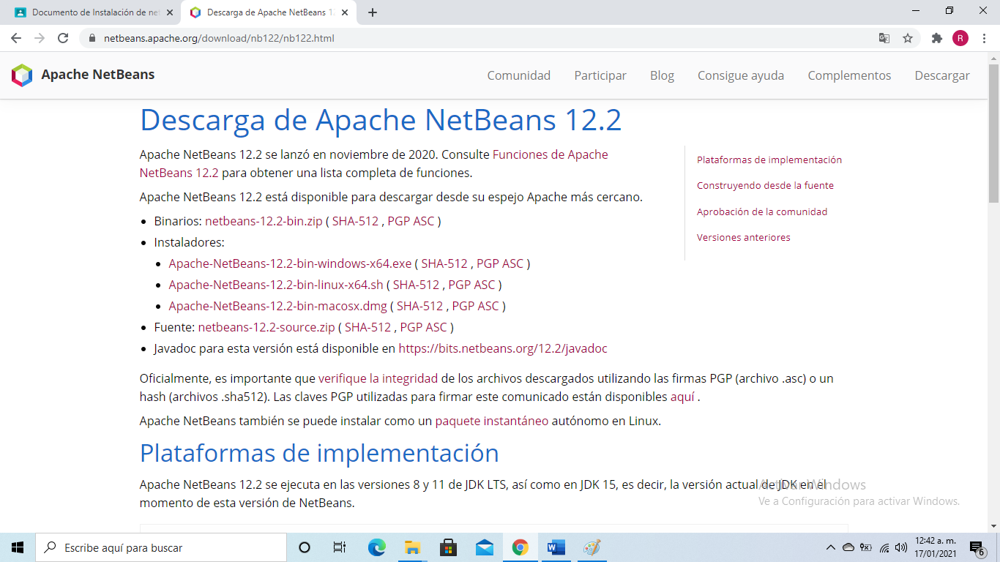 Documento de Instalación de net
Descarga de Apache NetBeans 12
netbeans.apache.org/download/nb122/nb122.html
R
Apache NetBeans
Comunidad
Participar
Blog
Consigue ayuda
Complementos
Descargar
Descarga de Apache NetBeans 12.2
Apache NetBeans 12.2 se lanzó en noviembre de 2020. Consulte Funciones de Apache
NetBeans 12.2 para obtener una lista completa de funciones.
Apache NetBeans 12.2 está disponible para descargar desde su espejo Apache más cercano.
Binarios: netbeans-12.2-bin.zip ( SHA-512 , PGP ASC )
Instaladores:
Apache-NetBeans-12.2-bin-windows-x64.exe ( SHA-512 , PGP ASC )
Apache-NetBeans-12.2-bin-linux-x64.sh ( SHA-512 , PGP ASC )
Apache-NetBeans-12.2-bin-macosx.dmg ( SHA-512 , PGP ASC )
Fuente: netbeans-12.2-source.zip ( SHA-512 , PGP ASC )
Javadoc para esta versión está disponible en https://bits.netbeans.org/12.2/javadoc
Plataformas de implementación
Construyendo desde la fuente
Aprobación de la comunidad
Versiones anteriores
Oficialmente, es importante que verifique la integridad de los archivos descargados utilizando las firmas PGP (archivo .asc) o un
hash (archivos .sha512). Las claves PGP utilizadas para firmar este comunicado están disponibles aquí .
Apache NetBeans también se puede instalar como un paquete instantáneo autónomo en Linux.
Plataformas de implementación
Apache NetBeans 12.2 se ejecuta en las versiones 8 y 11 de JDK LTS, así como en JDK 15, es decir, la versión actual de JDK en el
momento de esta versión de NetBeans.
Activar Windows
Ve a Configuración para activar Windows.
Escribe aquí para buscar
12:42 a. m.
17/01/2021
6